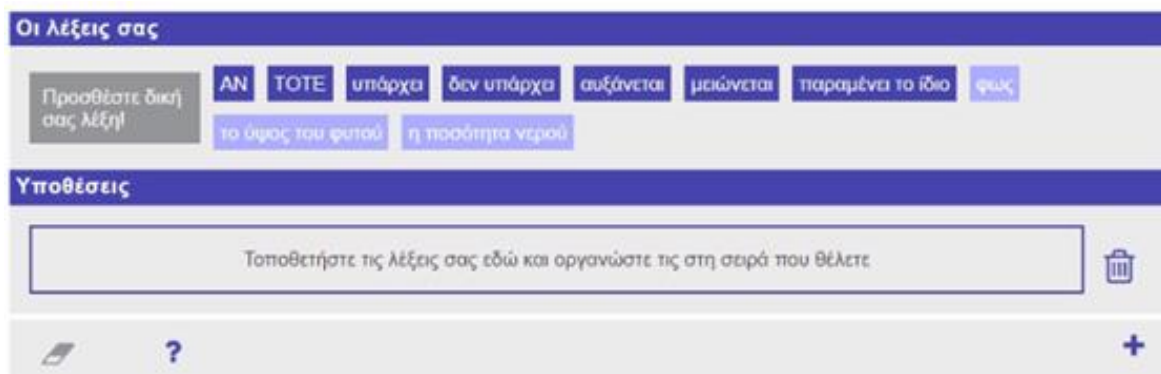 Οι λέξεις σας
Προσθέστε δική σας λέξη!
ΑΝ ΤΟΤΕ υπάρχει δεν υπάρχει αυξάνεται μειώνεται παραμένει το ίδιο φως
το ύψος του φυτού η ποσότητα νερού
Υποθέσεις
Τοποθετήστε τις λέξεις σας εδώ και οργανώστε τις στη σειρά που θέλετε
?
+